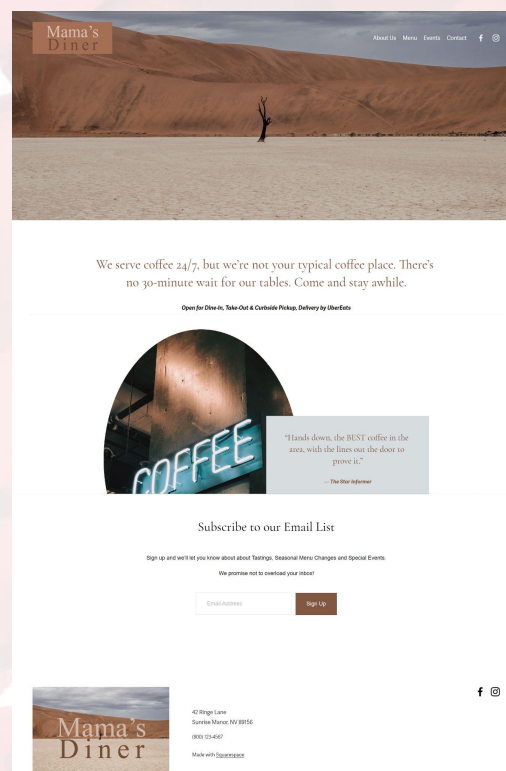 Mama's
Diner
About Us Menu Events Contact
We serve coffee 24/7, but we're not your typical coffee place. There's
no 30-minute wait for our tables. Come and stay awhile.
Open for Dine-In, Take-Out & Curbside Pickup, Delivery by UberEats
COFFEE
“Hands down, the BEST coffee in the
area, with the lines out the door to
prove it.”
— The Star Informer
Subscribe to our Email List
Sign up and we'll let you know about about Tastings, Seasonal Menu Changes and Special Events.
We promise not to overload your inbox!
Email Address
Sign Up
Mama's
Diner
42 Ringe Lane
Sunrise Manor, NV 89156
(800) 123-4567
Made with Squarespace